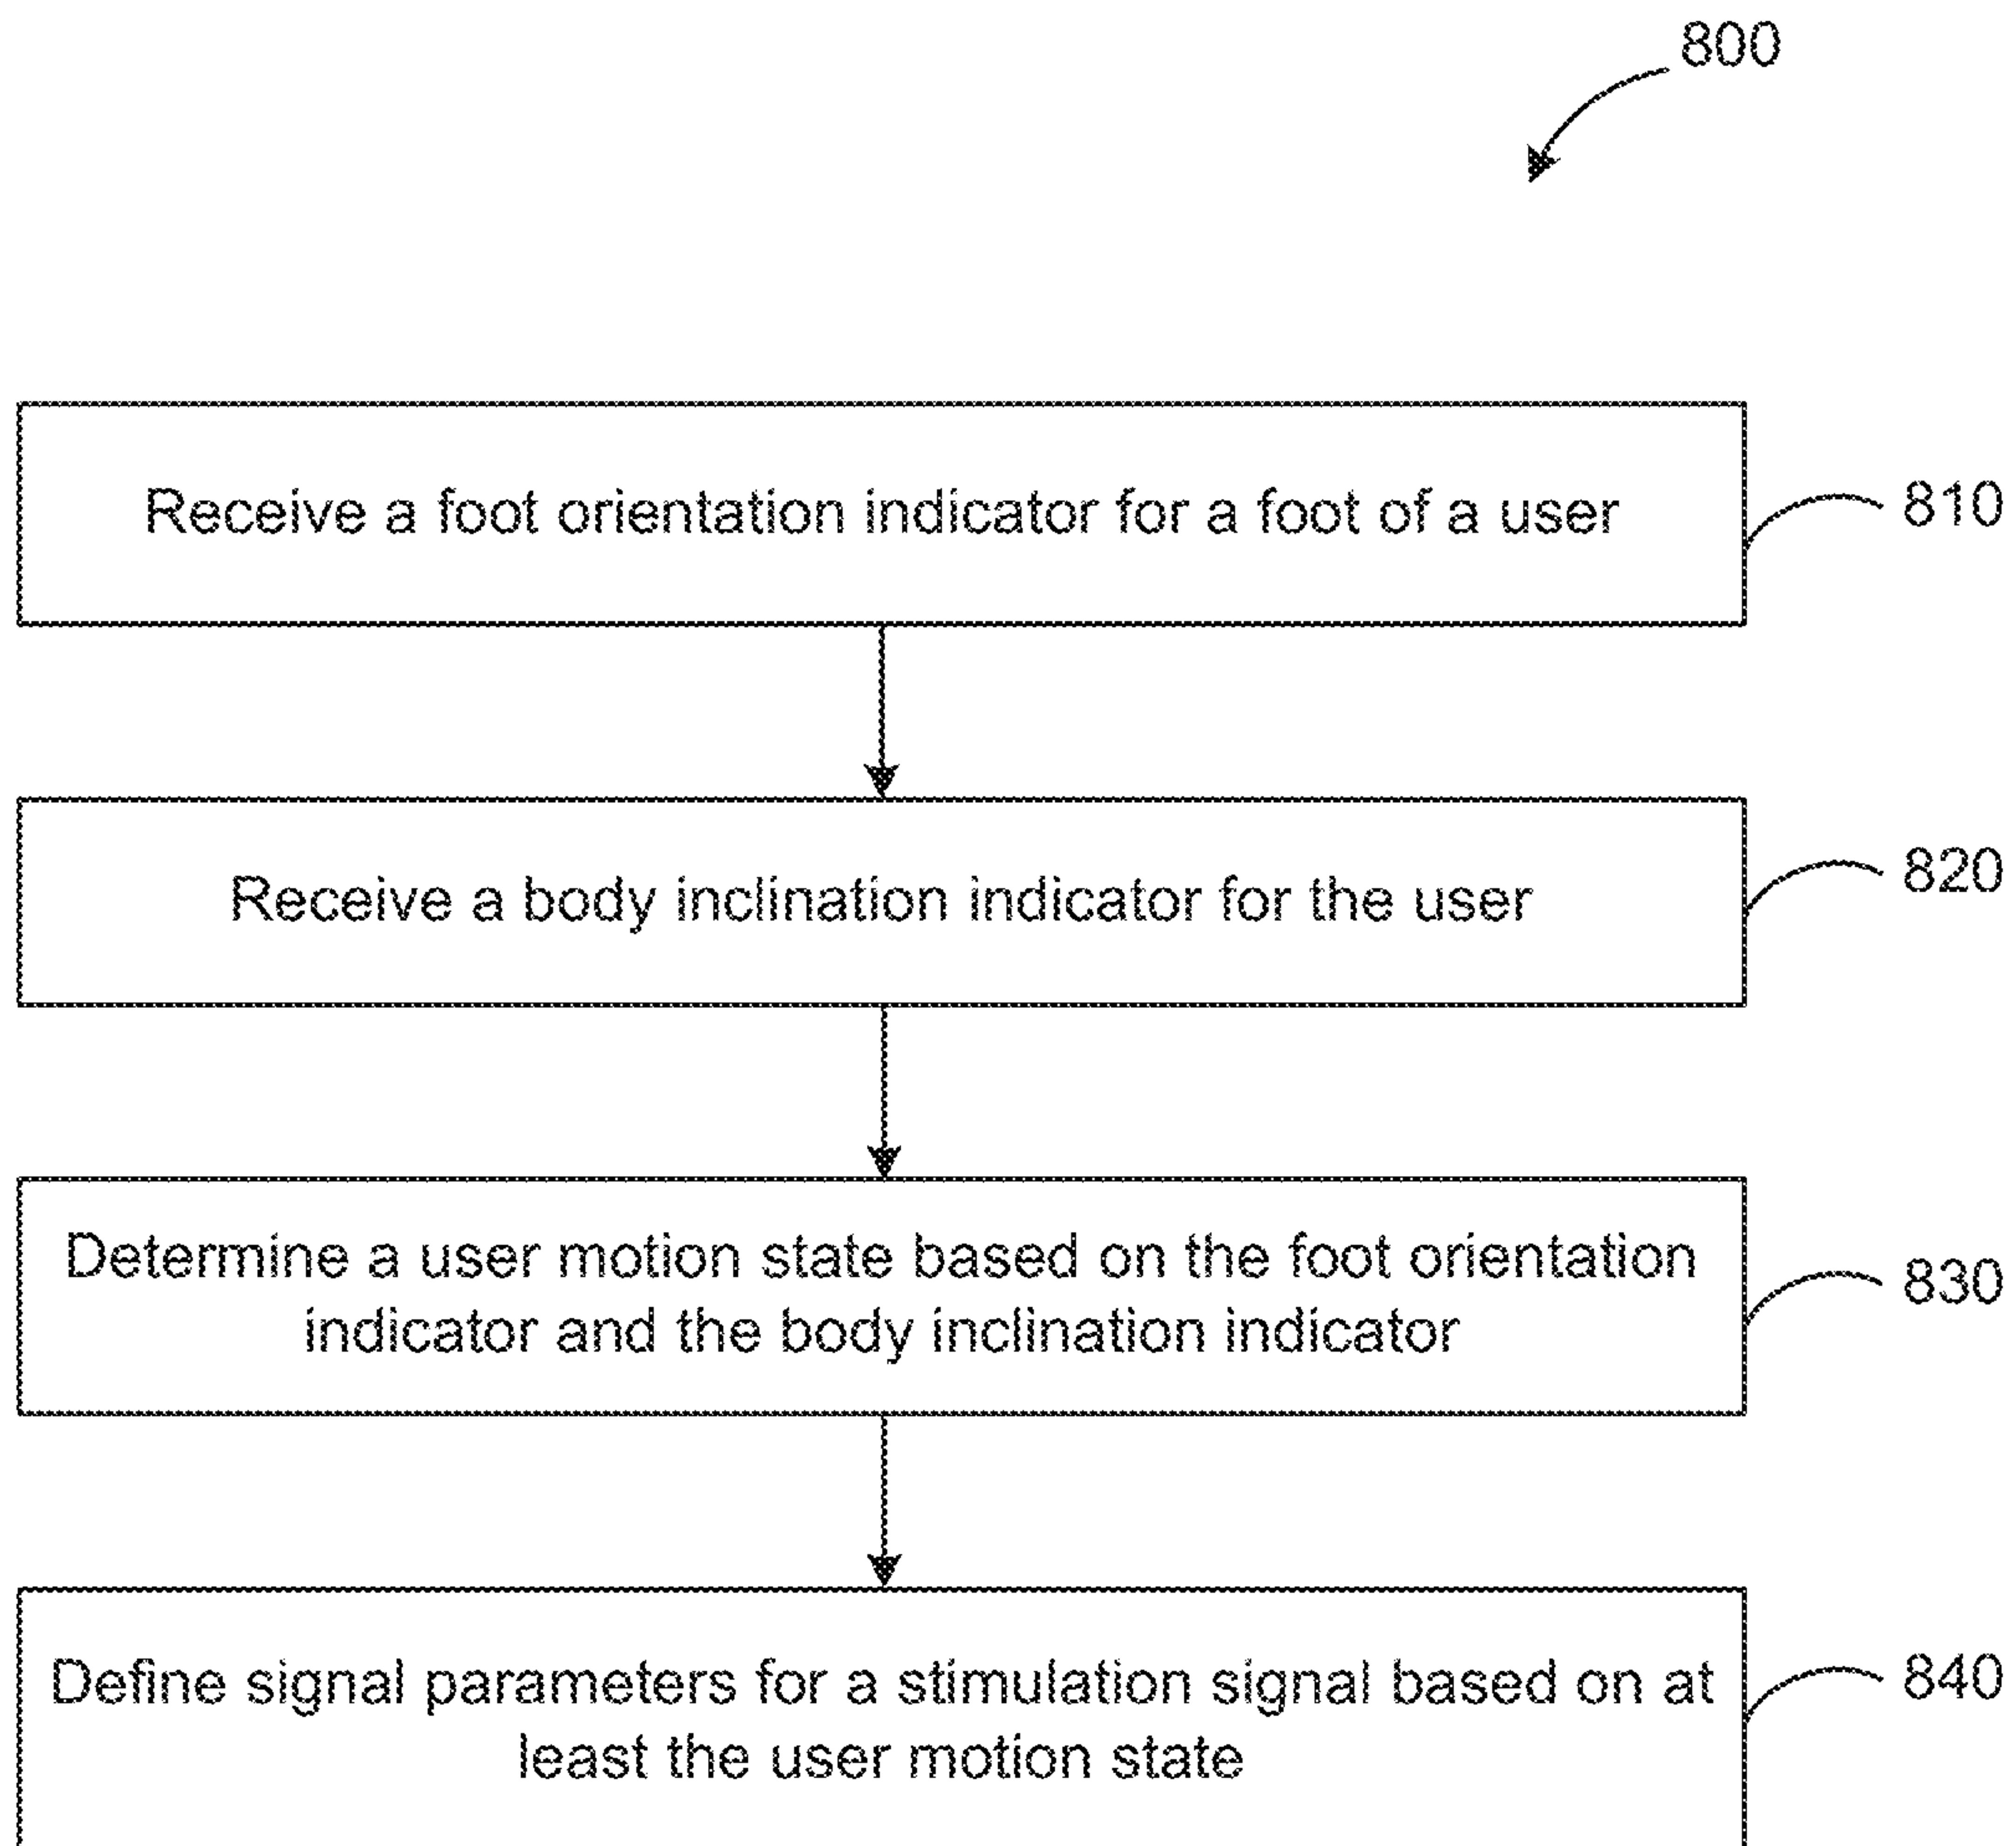 800
Receive a foot orientation indicator for a foot of a user
810
Receive a body inclination indicator for the user
820
Determine a user motion state based on the foot orientation
indicator and the body inclination indicator
830
Define signal parameters for a stimulation signal based on at
least the user motion state
840